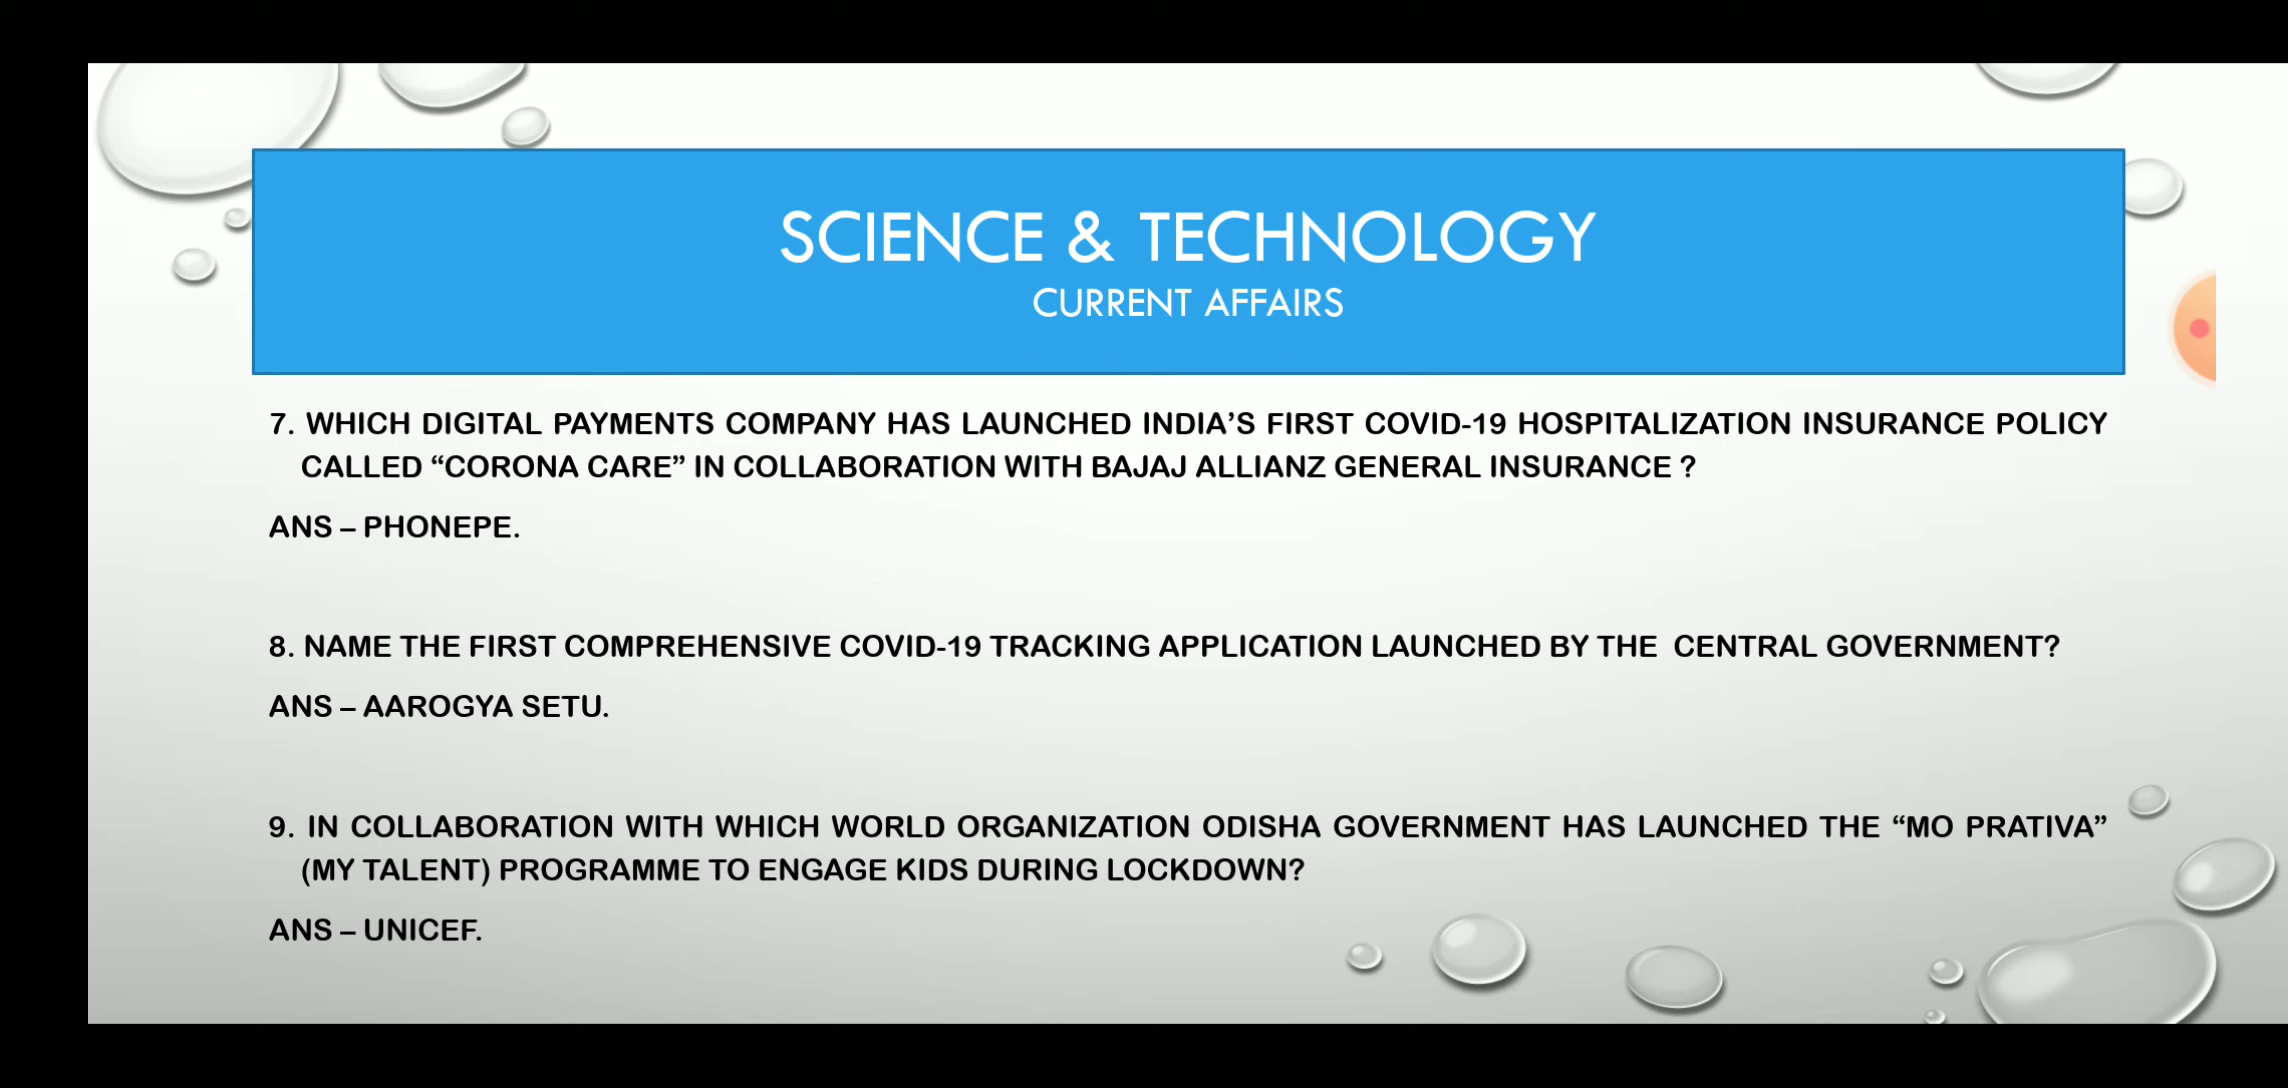 SCIENCE & TECHNOLOGY
CURRENT AFFAIRS
7. WHICH DIGITAL PAYMENTS COMPANY HAS LAUNCHED INDIA’S FIRST COVID-19 HOSPITALIZATION INSURANCE POLICY
CALLED “CORONA CARE” IN COLLABORATION WITH BAJAJ ALLIANZ GENERAL INSURANCE ?
ANS – PHONEPE.
8. NAME THE FIRST COMPREHENSIVE COVID-19 TRACKING APPLICATION LAUNCHED BY THE CENTRAL GOVERNMENT?
ANS – AAROGYA SETU.
9. IN COLLABORATION WITH WHICH WORLD ORGANIZATION ODISHA GOVERNMENT HAS LAUNCHED THE “MO PRATIVA”
(MY TALENT) PROGRAMME TO ENGAGE KIDS DURING LOCKDOWN?
ANS – UNICEF.